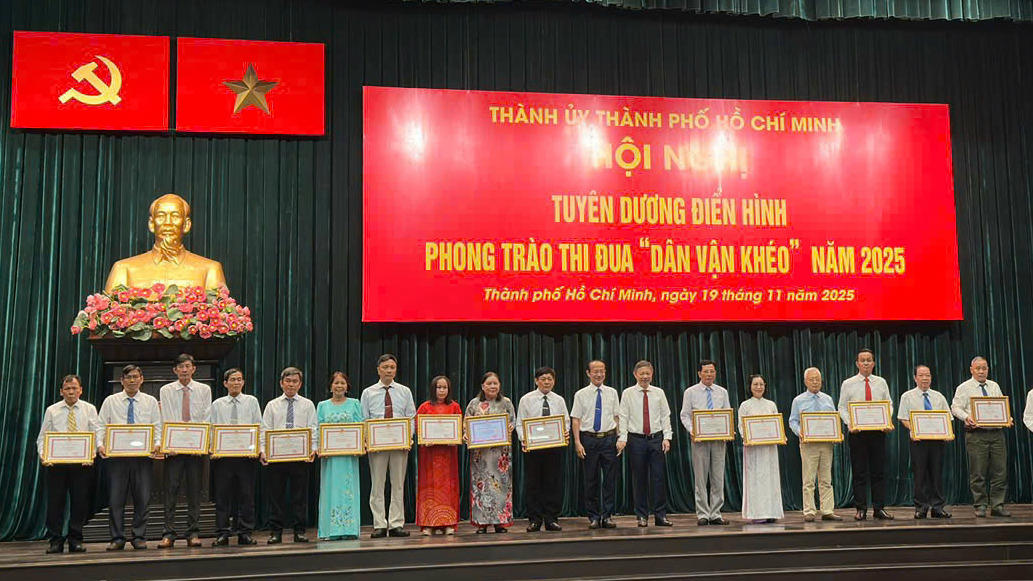 THÀNH ỦY THÀNH PHỐ HỒ CHÍ MINH
HỘI NGHỊ
TUYÊN DƯƠNG ĐIỂN HÌNH
PHONG TRÀO THI ĐUA "DÂN VẬN KHÉO" NĂM 2025
Thành phố Hồ Chí Minh, ngày 19 tháng 11 năm 2025